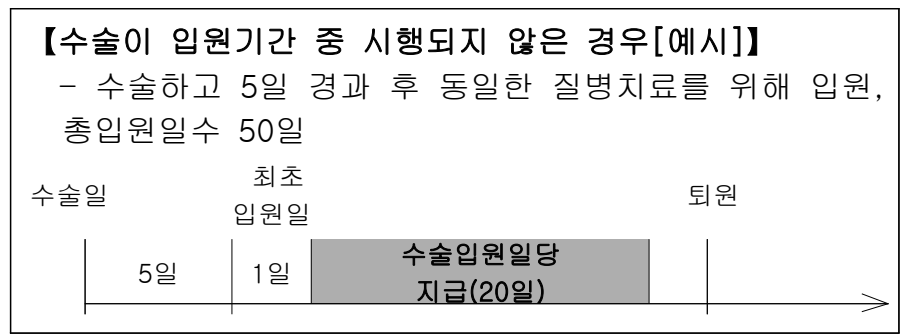 【수술이 입원기간 중 시행되지 않은 경우[예시]】
- 수술하고 5일 경과 후 동일한 질병치료를 위해 입원,
총입원일수 50일
수술일
최초
입원일
퇴원
5일
1일
수술입원일당
지급(20일)